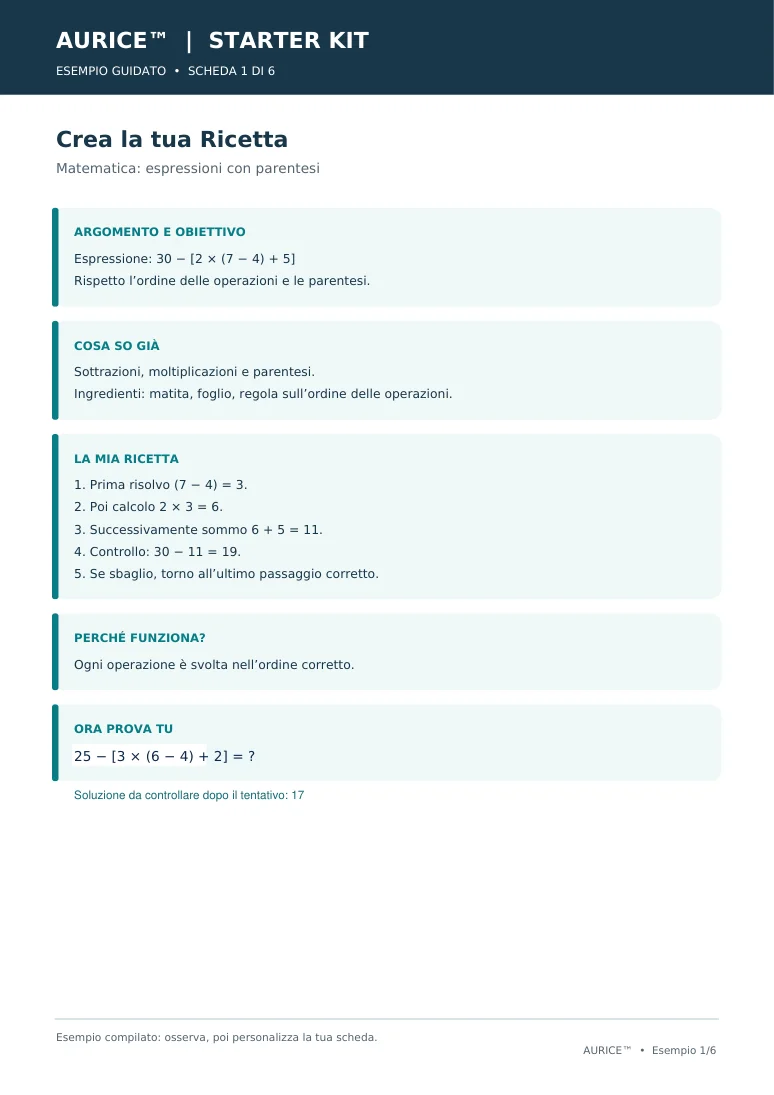 AURICE™ | STARTER KIT
ESEMPIO GUIDATO • SCHEDA 1 DI 6
Crea la tua Ricetta
Matematica: espressioni con parentesi
ARGOMENTO E OBIETTIVO
Espressione: 30 − [2 × (7 − 4) + 5]
Rispetto l’ordine delle operazioni e le parentesi.
COSA SO GIÀ
Sottrazioni, moltiplicazioni e parentesi.
Ingredienti: matita, foglio, regola sull’ordine delle operazioni.
LA MIA RICETTA
1. Prima risolvo (7 − 4) = 3.
2. Poi calcolo 2 × 3 = 6.
3. Successivamente sommo 6 + 5 = 11.
4. Controllo: 30 − 11 = 19.
5. Se sbaglio, torno all’ultimo passaggio corretto.
PERCHÉ FUNZIONA?
Ogni operazione è svolta nell’ordine corretto.
ORA PROVA TU
25 − [3 × (6 − 4) + 2] = ?
Soluzione da controllare dopo il tentativo: 17
Esempio compilato: osserva, poi personalizza la tua scheda.
AURICE™ • Esempio 1/6